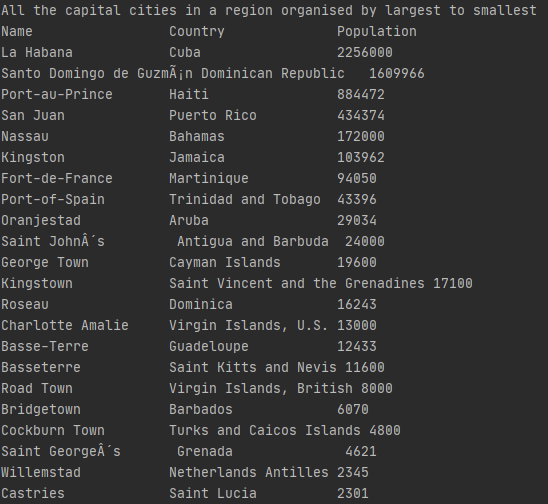 All the capital cities in a region organised by largest to smallest
Name                 Country              Population
La Habana            Cuba                 2256000
Santo Domingo de GuzmÃ¡n Dominican Republic   1609966
Port-au-Prince       Haiti                884472
San Juan             Puerto Rico          434374
Nassau               Bahamas              172000
Kingston             Jamaica              103962
Fort-de-France       Martinique           94050
Port-of-Spain        Trinidad and Tobago  43396
Oranjestad           Aruba                29034
Saint JohnÂ´s         Antigua and Barbuda  24000
George Town          Cayman Islands       19600
Kingstown            Saint Vincent and the Grenadines 17100
Roseau               Dominica             16243
Charlotte Amalie     Virgin Islands, U.S. 13000
Basse-Terre          Guadeloupe           12433
Basseterre           Saint Kitts and Nevis 11600
Road Town            Virgin Islands, British 8000
Bridgetown           Barbados             6070
Cockburn Town        Turks and Caicos Islands 4800
Saint GeorgeÂ´s       Grenada              4621
Willemstad           Netherlands Antilles 2345
Castries             Saint Lucia          2301